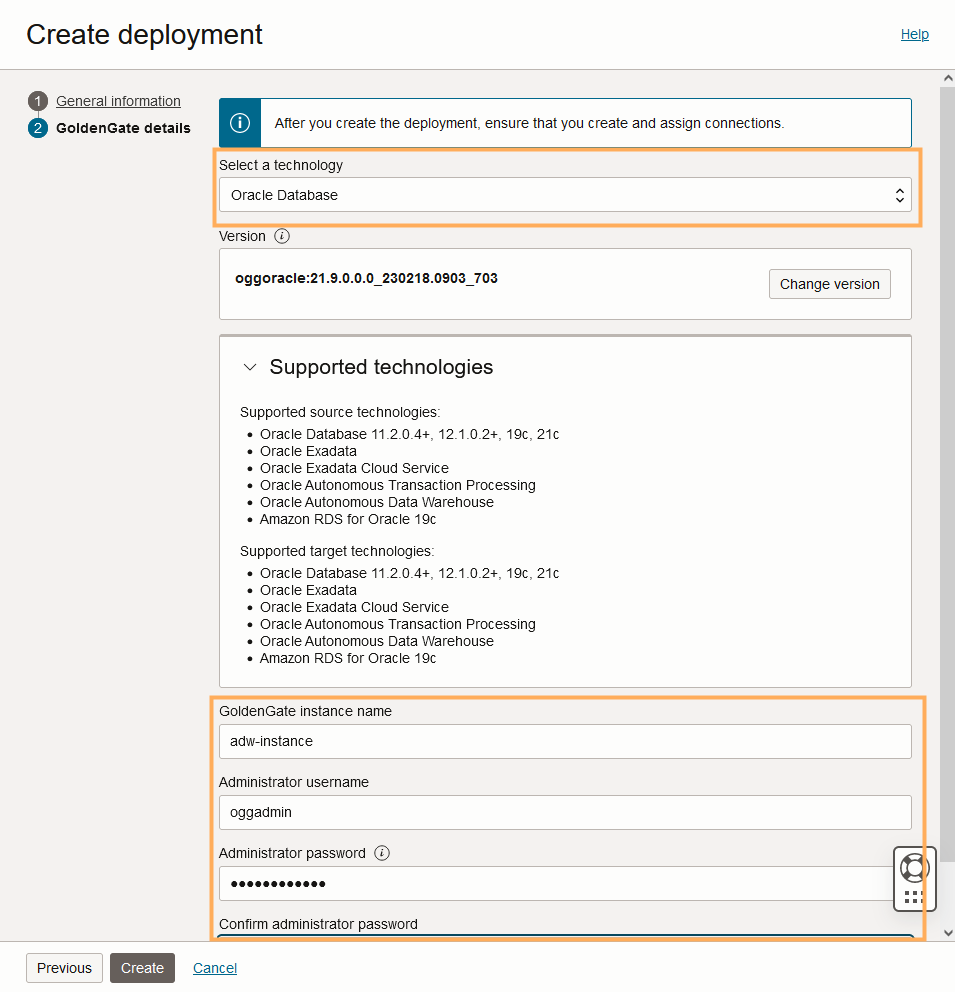 Create deployment
Help
1 General information
2 GoldenGate details
After you create the deployment, ensure that you create and assign connections.
Select a technology
Oracle Database
Version
oggoracle:21.9.0.0.0_230218.0903_703
Change version
Supported technologies
Supported source technologies:
Oracle Database 11.2.0.4+, 12.1.0.2+, 19c, 21c
Oracle Exadata
Oracle Exadata Cloud Service
Oracle Autonomous Transaction Processing
Oracle Autonomous Data Warehouse
Amazon RDS for Oracle 19c
Supported target technologies:
Oracle Database 11.2.0.4+, 12.1.0.2+, 19c, 21c
Oracle Exadata
Oracle Exadata Cloud Service
Oracle Autonomous Transaction Processing
Oracle Autonomous Data Warehouse
Amazon RDS for Oracle 19c
GoldenGate instance name
adw-instance
Administrator username
oggadmin
Administrator password
••••••••••••
Confirm administrator password
Previous
Create
Cancel